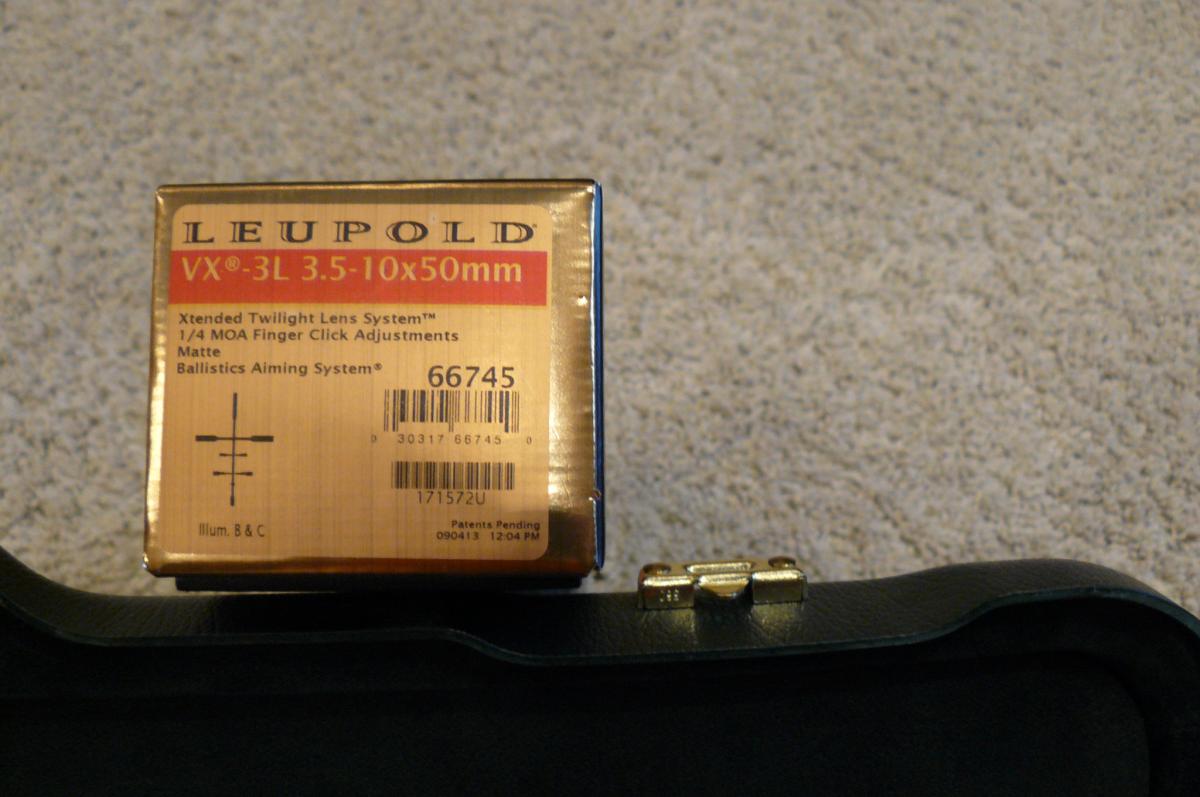 LEUPOLD
VX®-3L 3.5-10x50mm
Xtended Twilight Lens System™
1/4 MOA Finger Click Adjustments
Matte
Ballistics Aiming System®
66745
0 30317 66745 0
171572U
Illum. B & C
Patents Pending
090413 12:04 PM